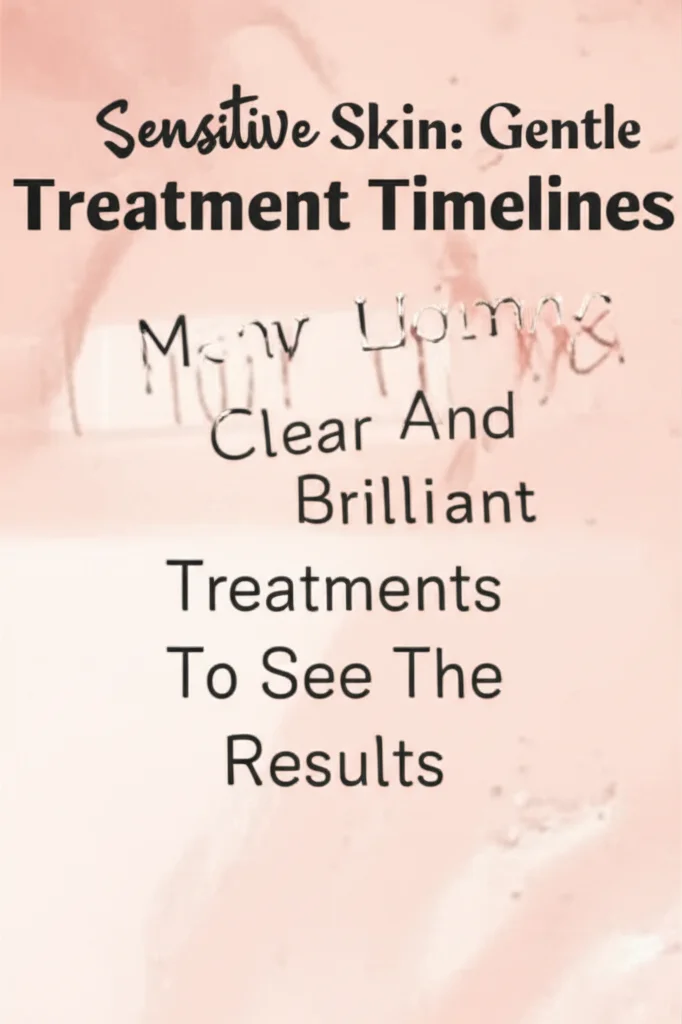 Sensitive Skin: Gentle
Treatment Timelines
Clear And
Brilliant
Treatments
To See The
Results